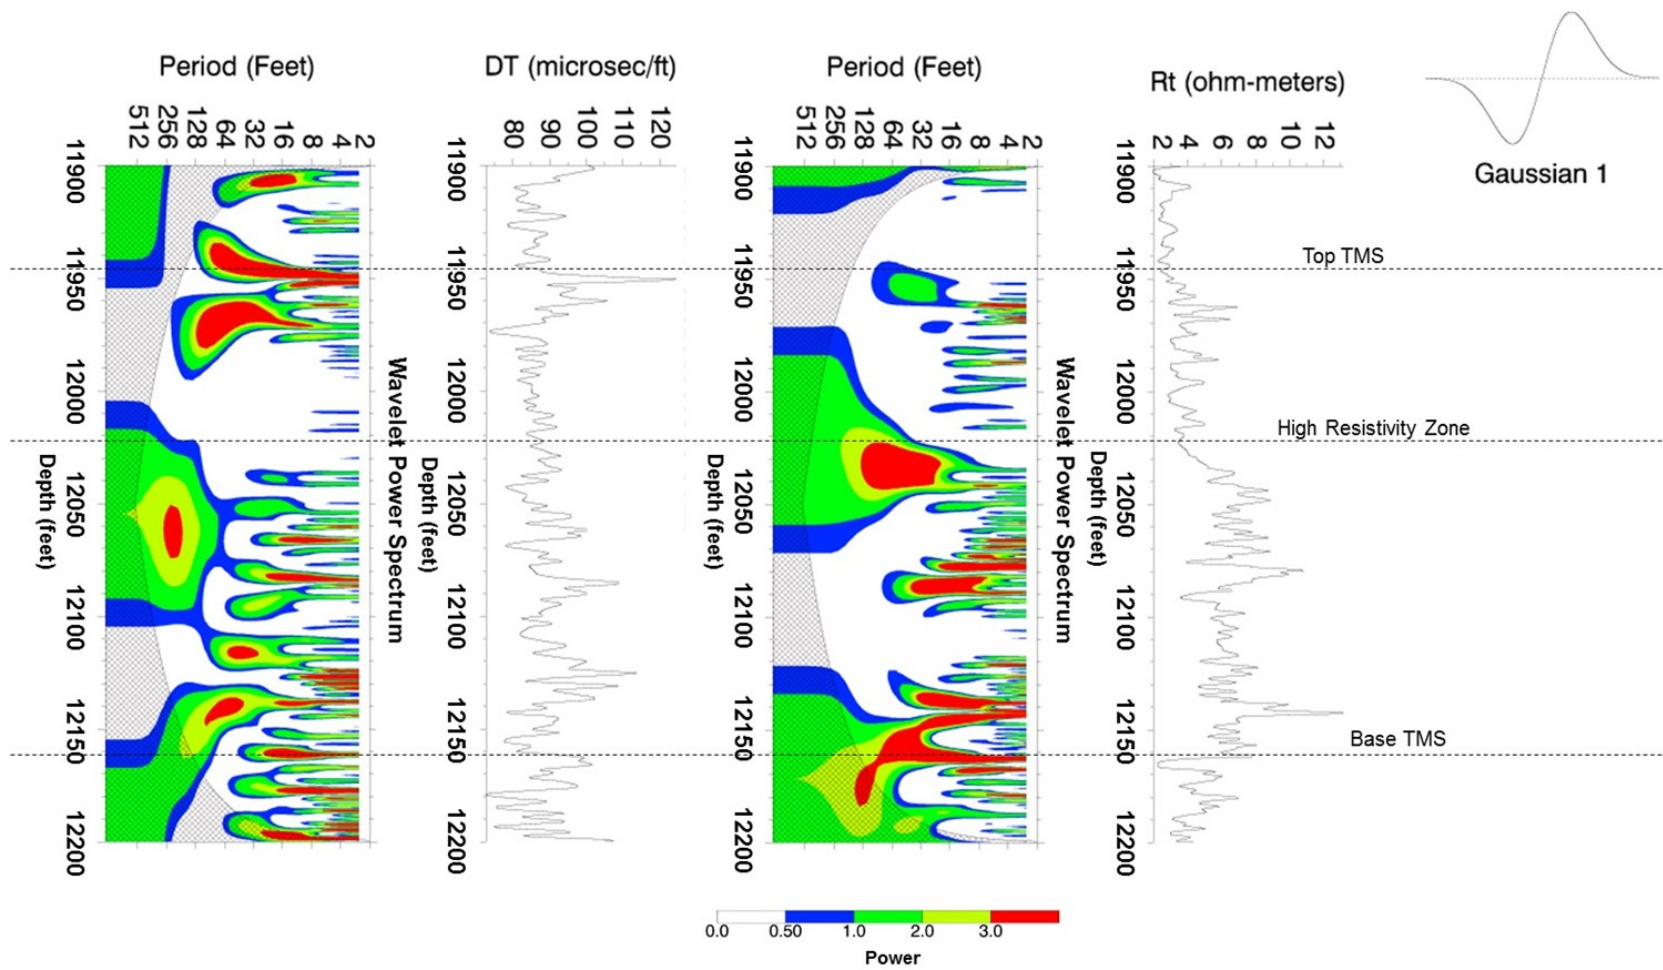 Period (Feet)
512 256 128 64 32 16 8 4 2
11900
11950
12000
12050
12100
12150
12200
Depth (feet)
Wavelet Power Spectrum
DT (microsec/ft)
80 90 100 110 120
11900
11950
12000
12050
12100
12150
12200
Depth (feet)
Period (Feet)
512 256 128 64 32 16 8 4 2
11900
11950
12000
12050
12100
12150
12200
Depth (feet)
Wavelet Power Spectrum
Rt (ohm-meters)
2 4 6 8 10 12
11900
11950
12000
12050
12100
12150
12200
Depth (feet)
Gaussian 1
Top TMS
High Resistivity Zone
Base TMS
0.0 0.50 1.0 2.0 3.0
Power